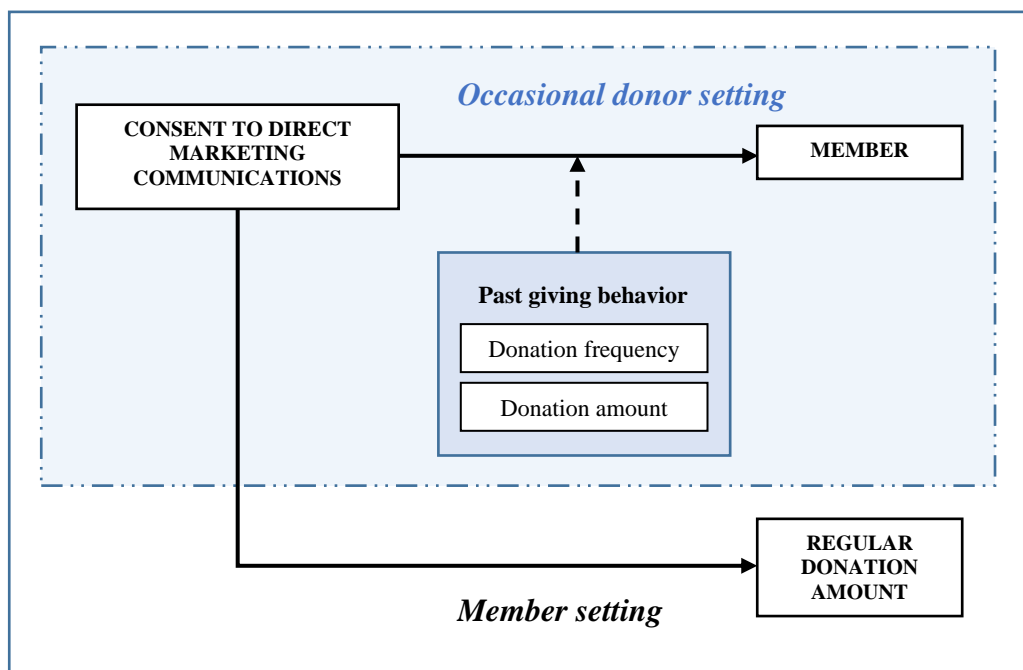 Occasional donor setting
CONSENT TO DIRECT
MARKETING
COMMUNICATIONS
MEMBER
Past giving behavior
Donation frequency
Donation amount
REGULAR
DONATION
AMOUNT
Member setting